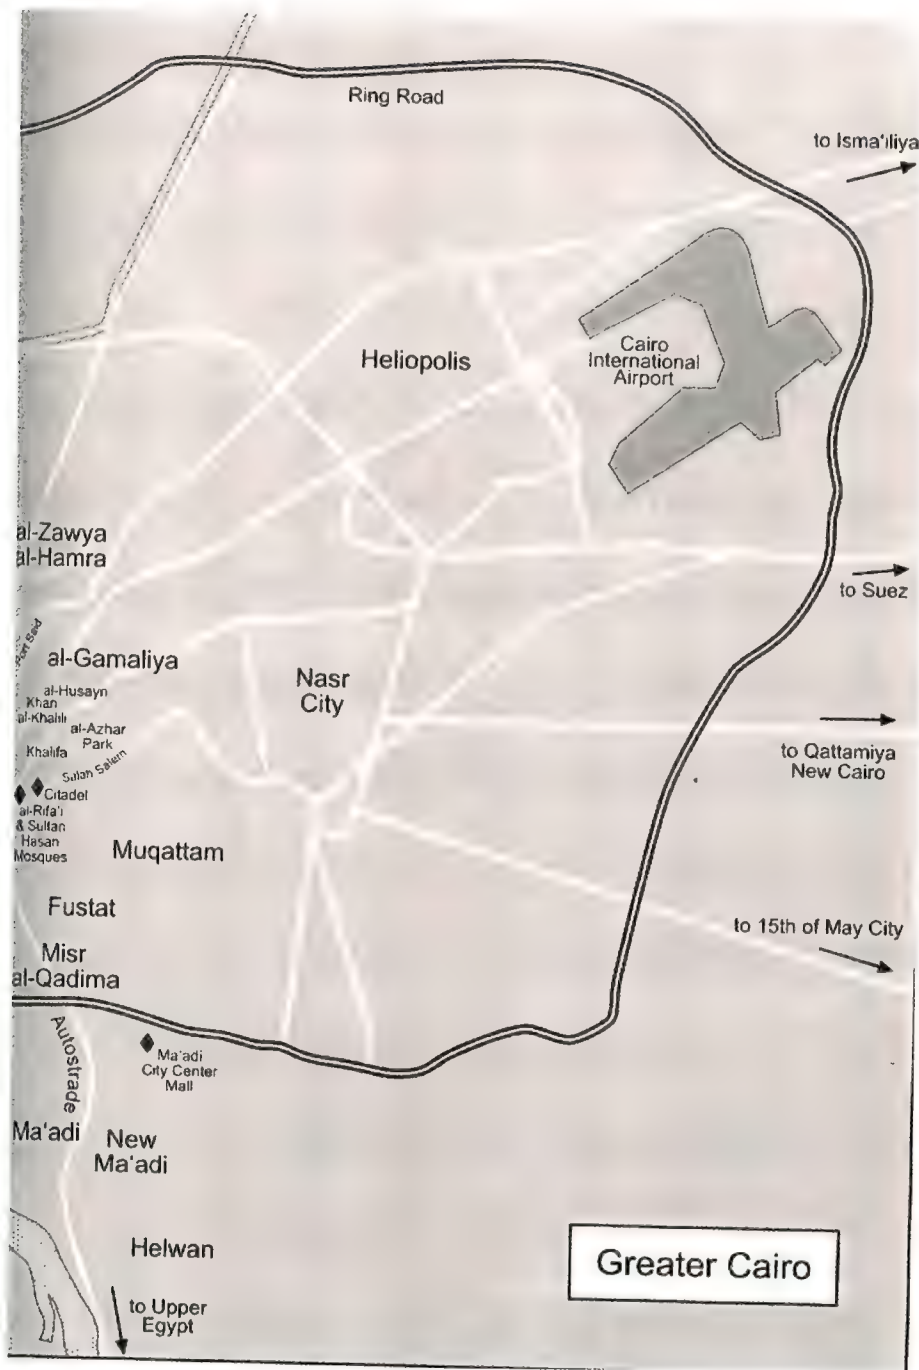 Ring Road
to Isma'iliya
Heliopolis
Cairo
International
Airport
al-Zawya
al-Hamra
to Suez
Port Said
al-Gamaliya
Nasr
City
al-Husayn
Khan
al-Khalili
al-Azhar
Park
Khalifa
Salah Salem
to Qattamiya
New Cairo
Citadel
al-Rifa'i
& Sultan
Hasan
Mosques
Muqattam
Fustat
to 15th of May City
Misr
al-Qadima
Autostrade
Ma'adi
City Center
Mall
Ma'adi
New
Ma'adi
Helwan
Greater Cairo
to Upper
Egypt